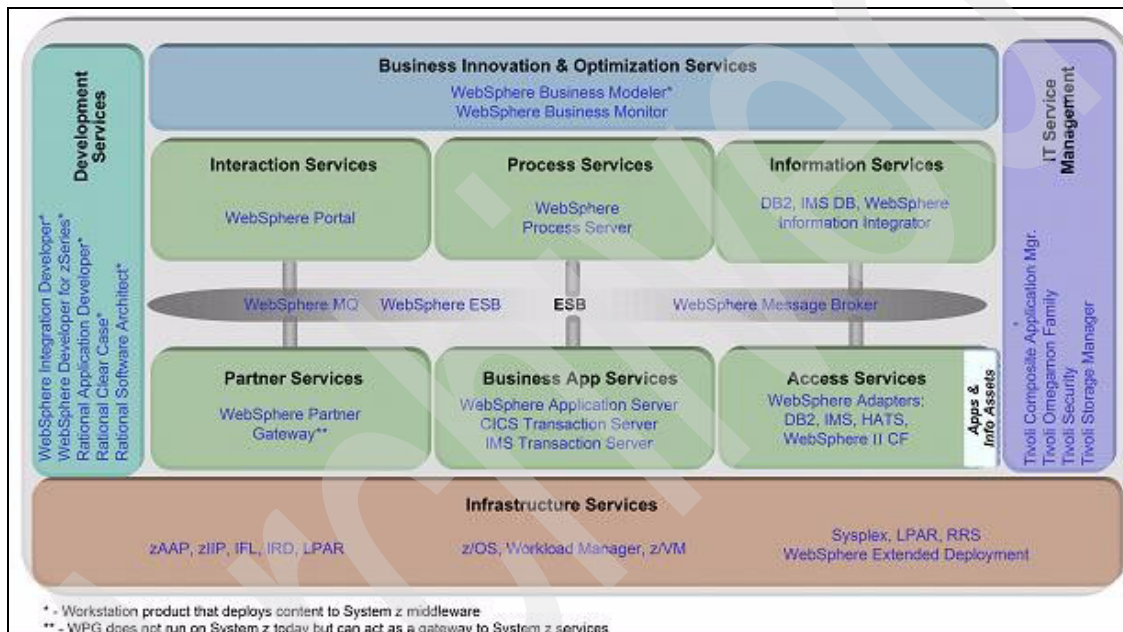 Business Innovation & Optimization Services
WebSphere Business Modeler*
WebSphere Business Monitor
Development
Services
WebSphere Integration Developer*
WebSphere Developer for zSeries*
Rational Application Developer*
Rational Clear Case*
Rational Software Architect*
Interaction Services
WebSphere Portal
Process Services
WebSphere
Process Server
Information Services
DB2, IMS DB, WebSphere
Information Integrator
IT Service
Management
Tivoli Composite Application Mgr.
Tivoli Omegamon Family
Tivoli Security
Tivoli Storage Manager
WebSphere MQ
WebSphere ESB
ESB
WebSphere Message Broker
Partner Services
WebSphere Partner
Gateway**
Business App Services
WebSphere Application Server
CICS Transaction Server
IMS Transaction Server
Access Services
WebSphere Adapters:
DB2, IMS, HATS,
WebSphere II CF
Apps &
Info Assets
Infrastructure Services
zAAP, zIIP, IFL, IRD, LPAR
z/OS, Workload Manager, z/VM
Sysplex, LPAR, RRS
WebSphere Extended Deployment
* - Workstation product that deploys content to System z middleware
** - WPG does not run on System z today but can act as a gateway to System z services